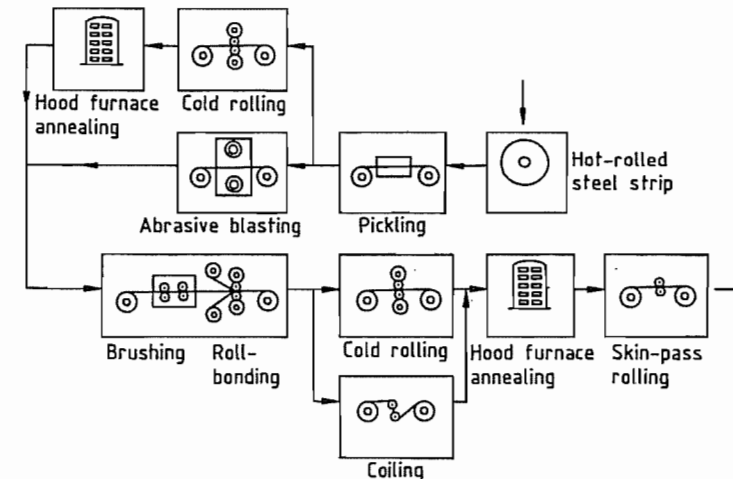 Hood furnace
annealing
Cold rolling
Abrasive blasting
Pickling
Hot-rolled
steel strip
Brushing
Roll-
bonding
Cold rolling
Hood furnace
annealing
Skin-pass
rolling
Coiling